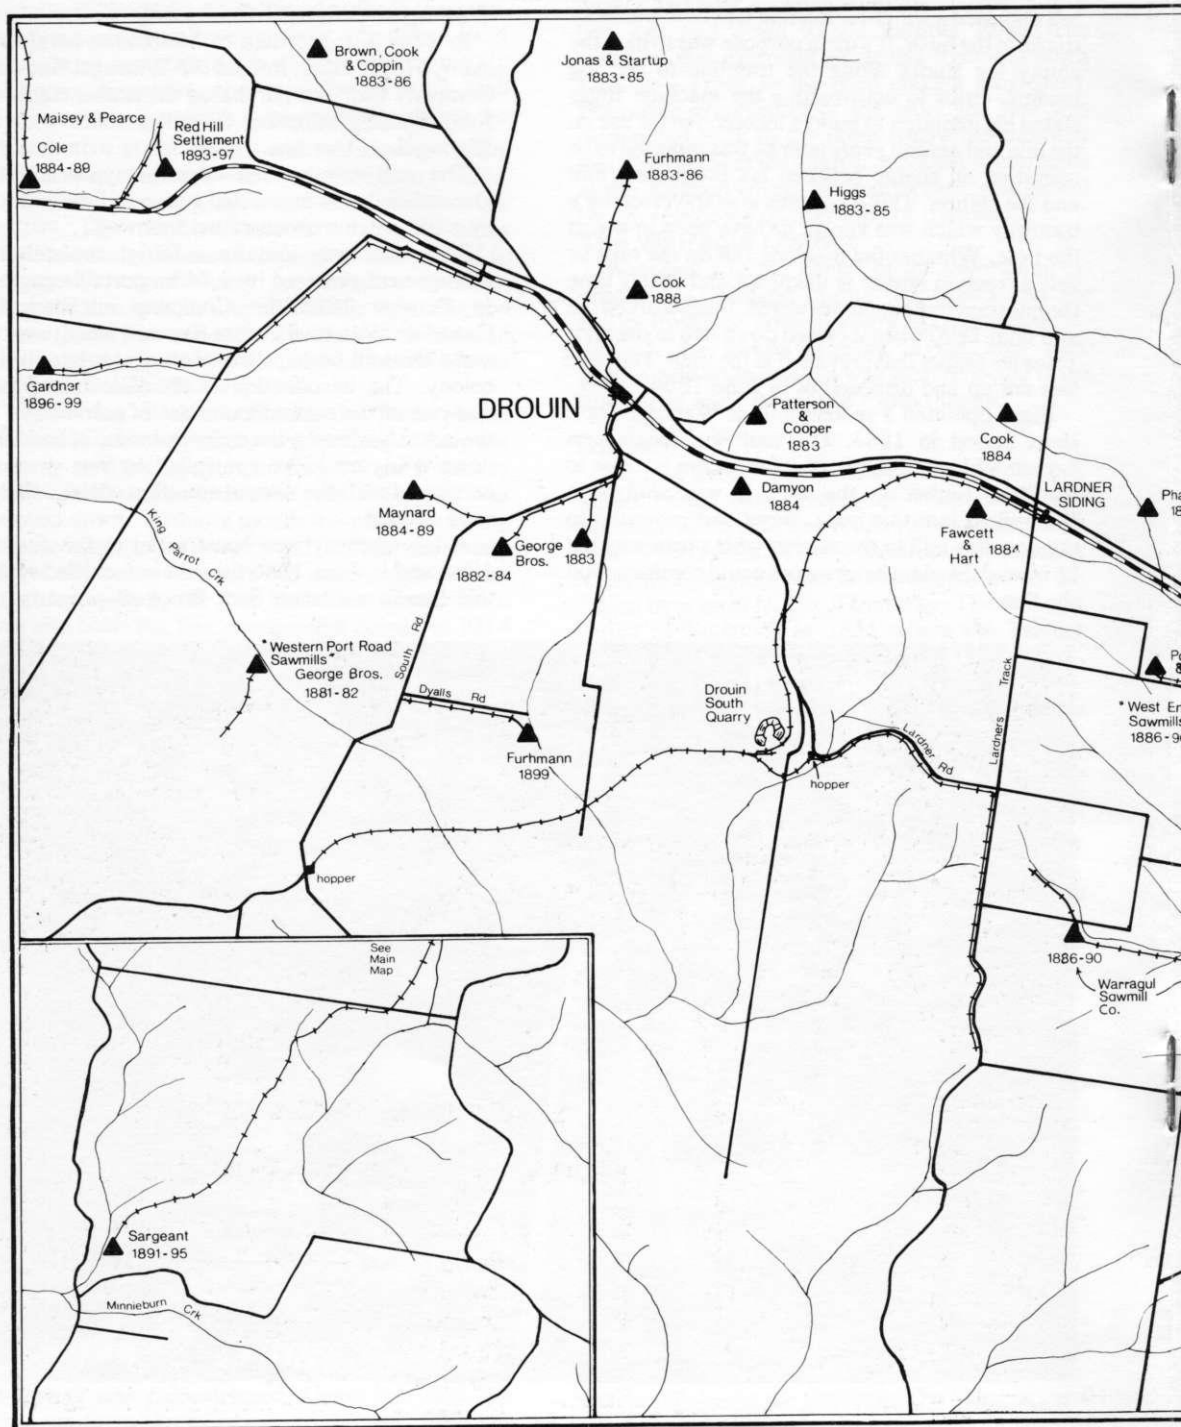 Brown, Cook
& Coppin
1883-86
Jonas & Startup
1883-85
Maisey & Pearce
Cole
1884-89
Red Hill
Settlement
1893-97
Furhmann
1883-86
Higgs
1883-85
Cook
1888
Gardner
1896-99
DROUIN
Patterson
&
Cooper
1883
Cook
1884
Maynard
1884-89
Damyon
1884
LARDNER
SIDING
Fawcett
&
Hart
1884
George
Bros.
1882-84
1883
King Parrot Crk
South Rd
"Western Port Road
Sawmills"
George Bros.
1881-82
Dyalls Rd
Furhmann
1899
Drouin
South
Quarry
hopper
Lardner Rd
Lardners Track
"West En
Sawmills
1886-9
hopper
1886-90
Warragul
Sawmill
Co.
See
Main
Map
Sargeant
1891-95
Minnieburn Crk